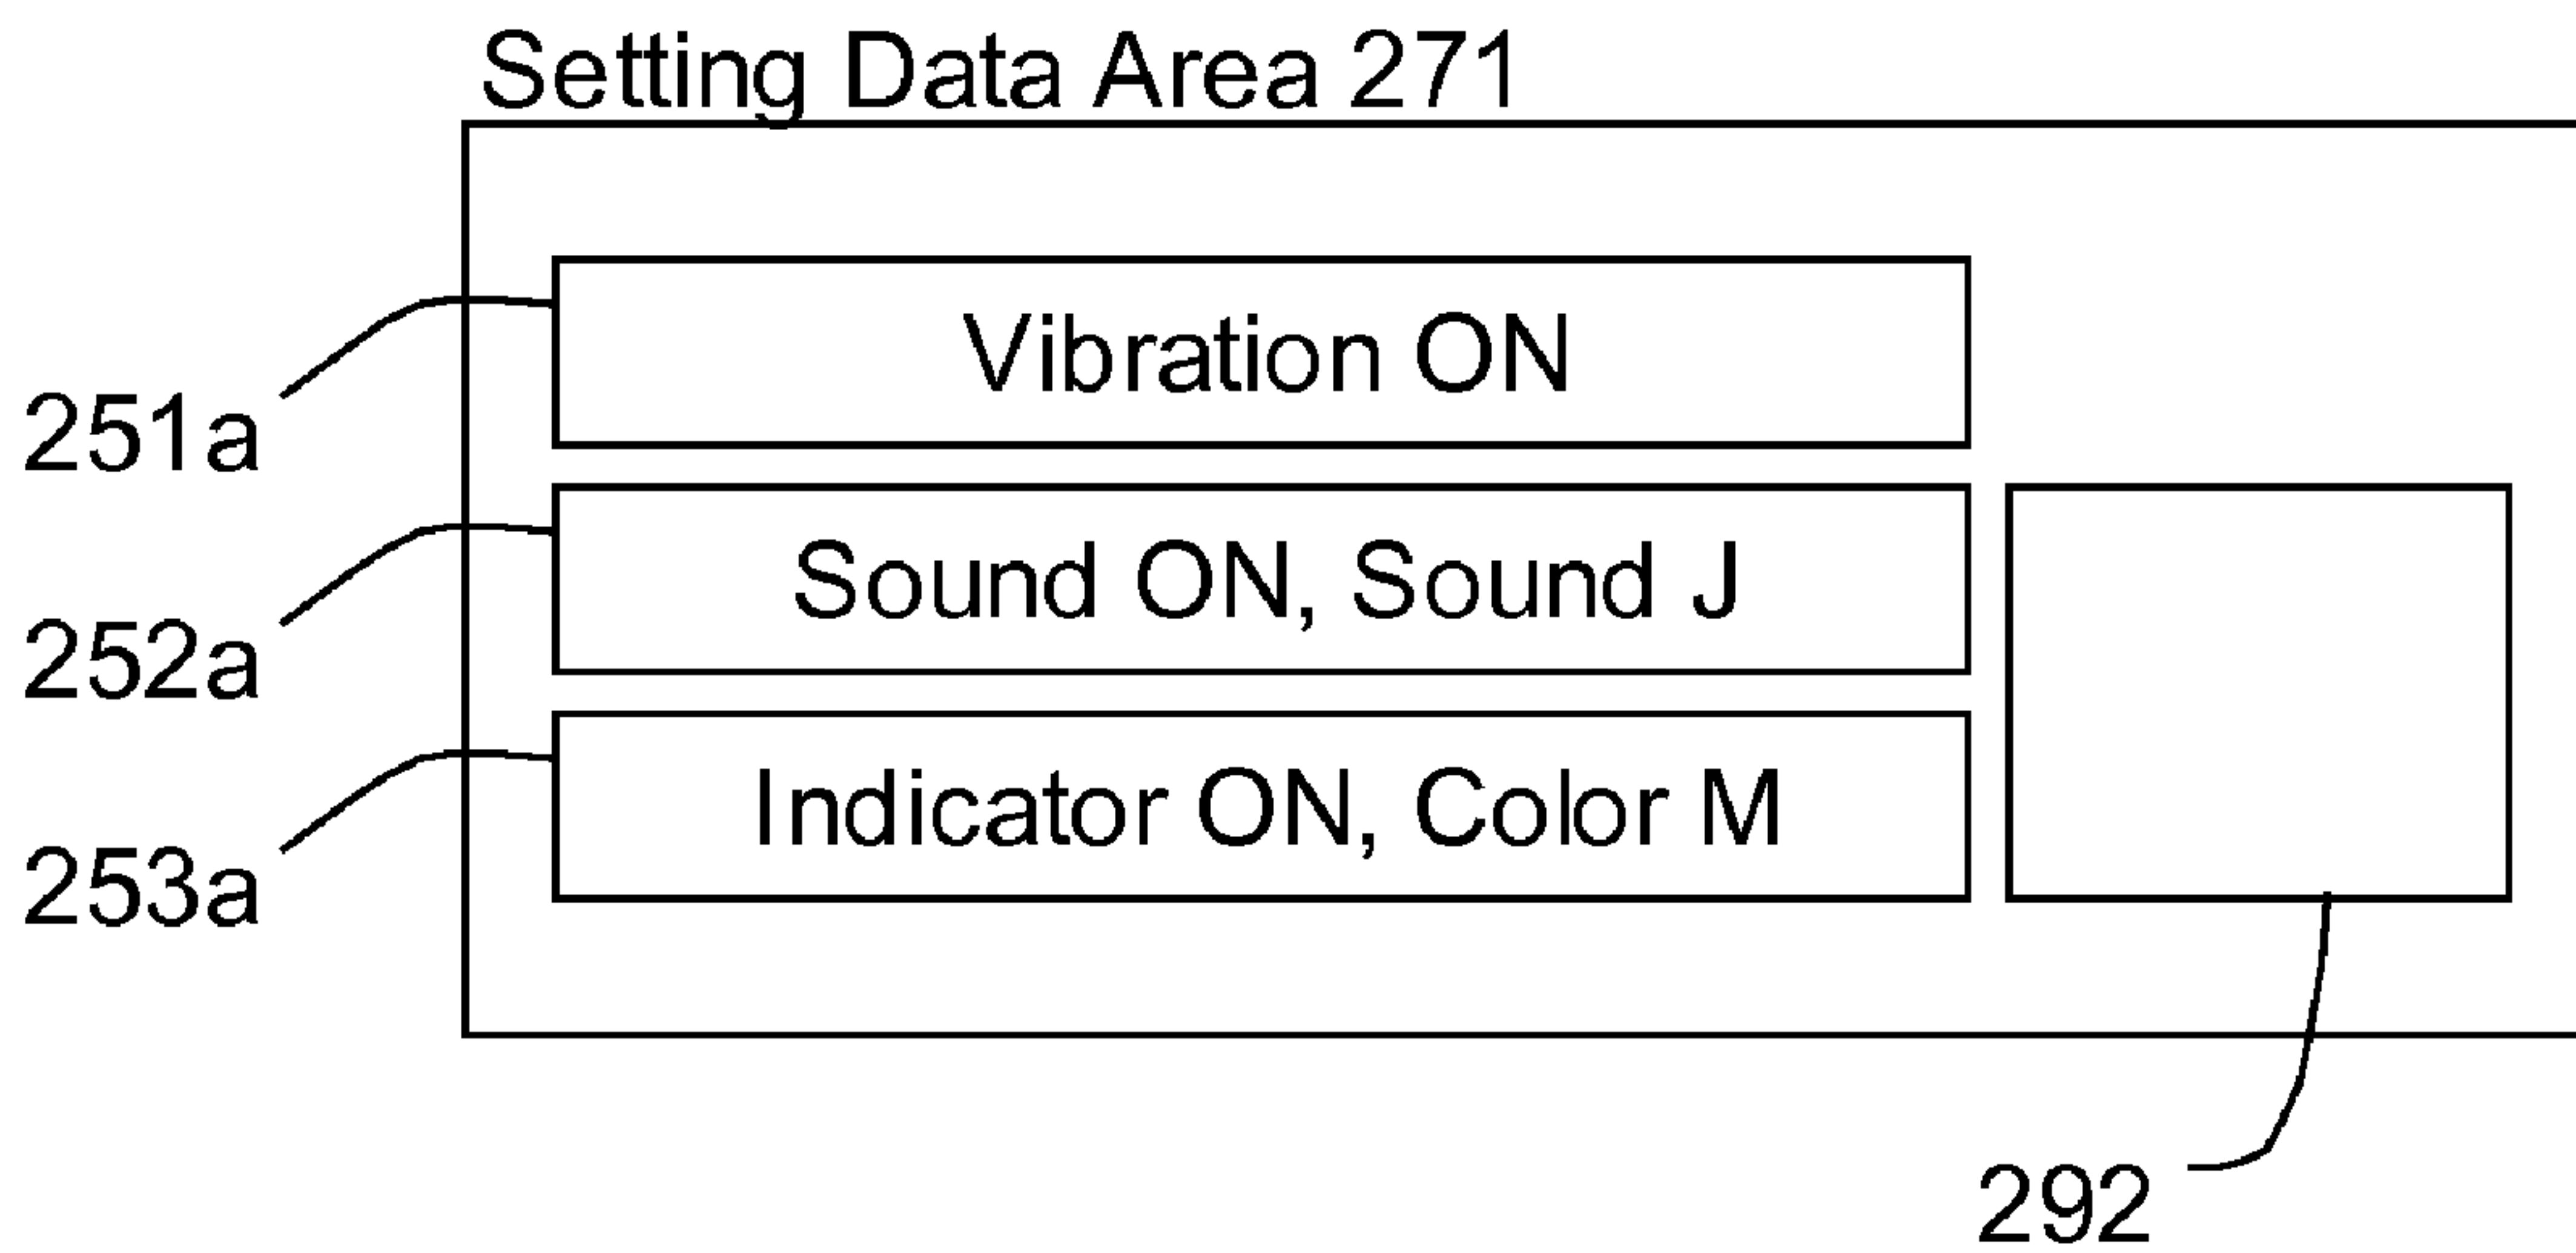 Setting Data Area 271
Vibration ON
251a
Sound ON, Sound J
252a
Indicator ON, Color M
253a
292